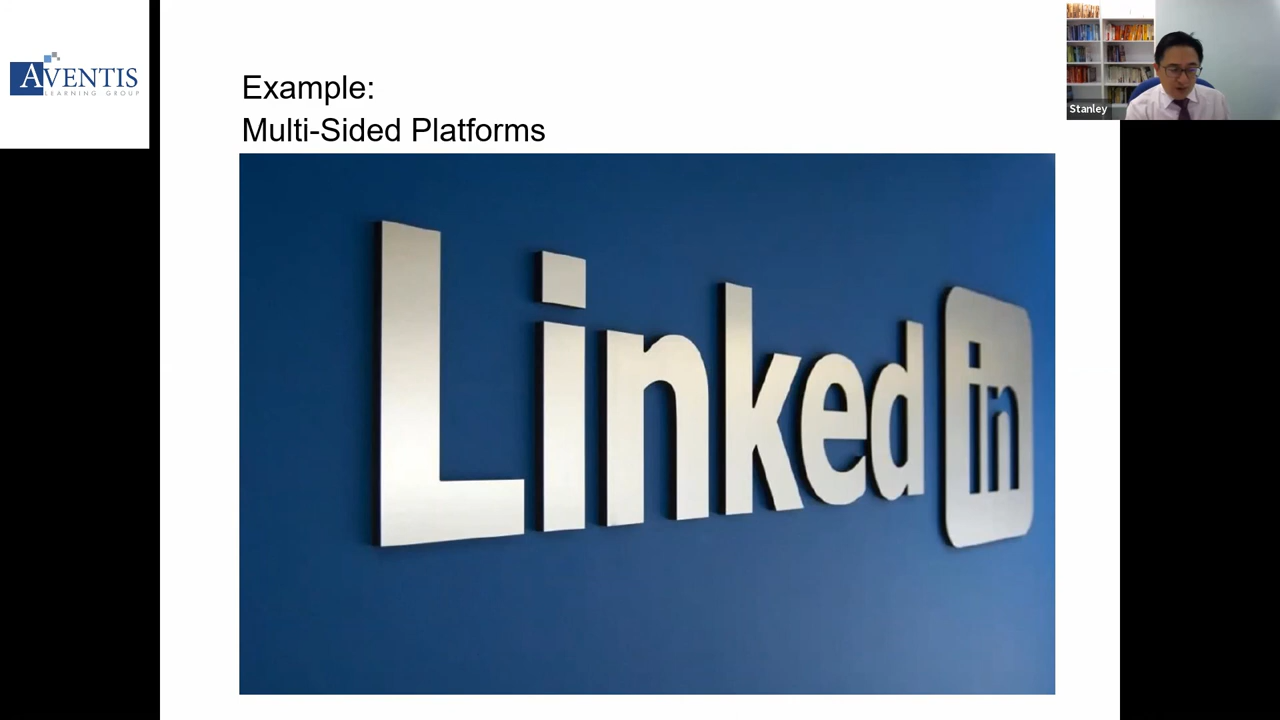 AVENTIS
LEARNING GROUP
Example:
Multi-Sided Platforms
Linked in
Stanley